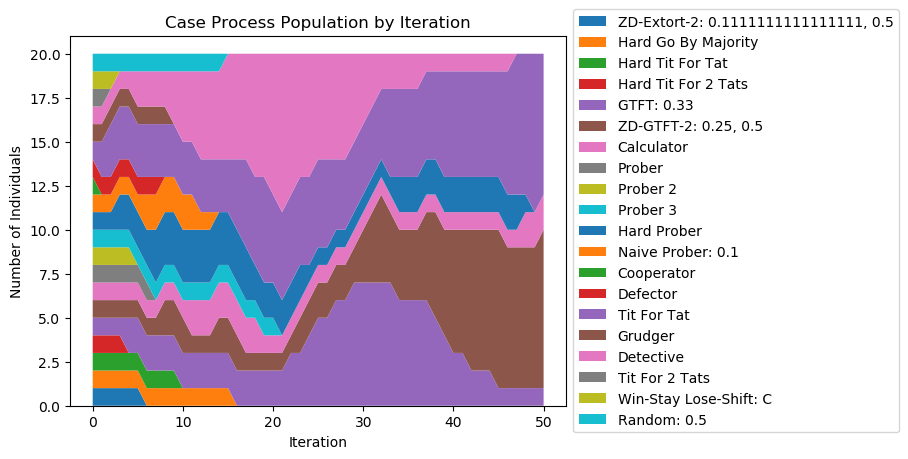 Case Process Population by Iteration
Number of Individuals
20.0
17.5
15.0
12.5
10.0
7.5
5.0
2.5
0.0
0 10 20 30 40 50
Iteration
ZD-Extort-2: 0.1111111111111111, 0.5
Hard Go By Majority
Hard Tit For Tat
Hard Tit For 2 Tats
GTFT: 0.33
ZD-GTFT-2: 0.25, 0.5
Calculator
Prober
Prober 2
Prober 3
Hard Prober
Naive Prober: 0.1
Cooperator
Defector
Tit For Tat
Grudger
Detective
Tit For 2 Tats
Win-Stay Lose-Shift: C
Random: 0.5